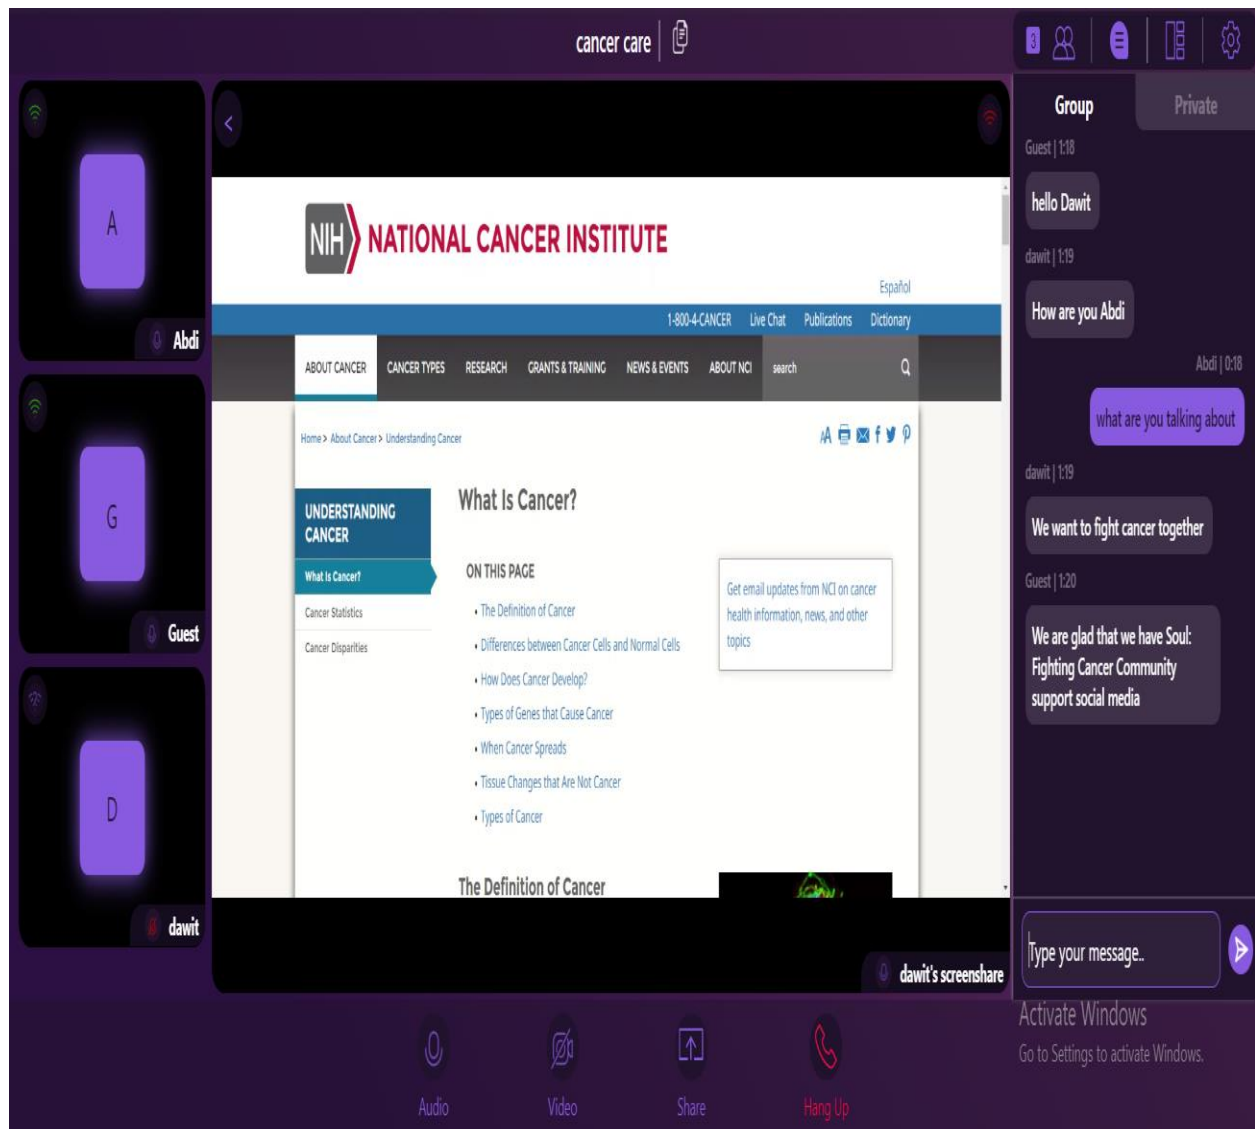 cancer care
3
A
Abdi
G
Guest
D
dawit
NIH NATIONAL CANCER INSTITUTE
Español
1-800-4-CANCER Live Chat Publications Dictionary
ABOUT CANCER CANCER TYPES RESEARCH GRANTS & TRAINING NEWS & EVENTS ABOUT NCI search
Home > About Cancer > Understanding Cancer
AA
UNDERSTANDING
CANCER
What Is Cancer?
Cancer Statistics
Cancer Disparities
What Is Cancer?
ON THIS PAGE
• The Definition of Cancer
• Differences between Cancer Cells and Normal Cells
• How Does Cancer Develop?
• Types of Genes that Cause Cancer
• When Cancer Spreads
• Tissue Changes that Are Not Cancer
• Types of Cancer
Get email updates from NCI on cancer
health information, news, and other
topics
The Definition of Cancer
dawit's screenshare
Group Private
Guest | 1:18
hello Dawit
dawit | 1:19
How are you Abdi
Abdi | 0:18
what are you talking about
dawit | 1:19
We want to fight cancer together
Guest | 1:20
We are glad that we have Soul:
Fighting Cancer Community
support social media
Type your message..
Activate Windows
Go to Settings to activate Windows.
Audio Video Share Hang Up